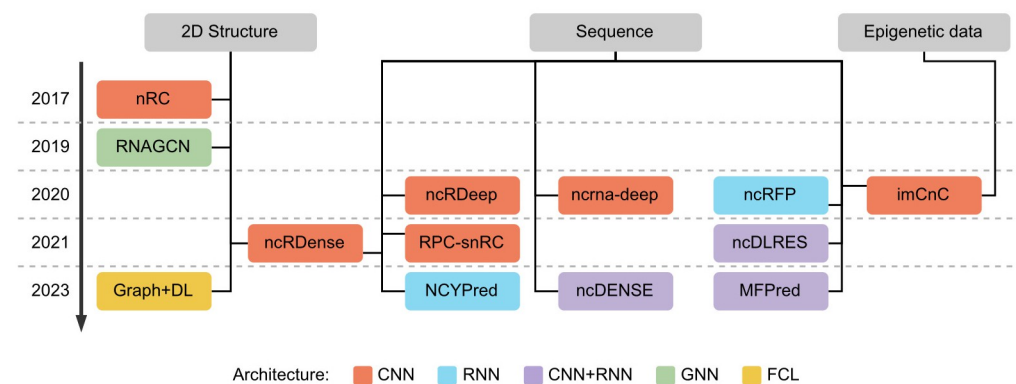 2D Structure Sequence Epigenetic data
2017 nRC
2019 RNAGCN
2020 ncRDeep ncrna-deep ncRFP imCnC
2021 ncRDense RPC-snRC ncDLRES
2023 Graph+DL NCYPred ncDENSE MFPred
Architecture: CNN RNN CNN+RNN GNN FCL